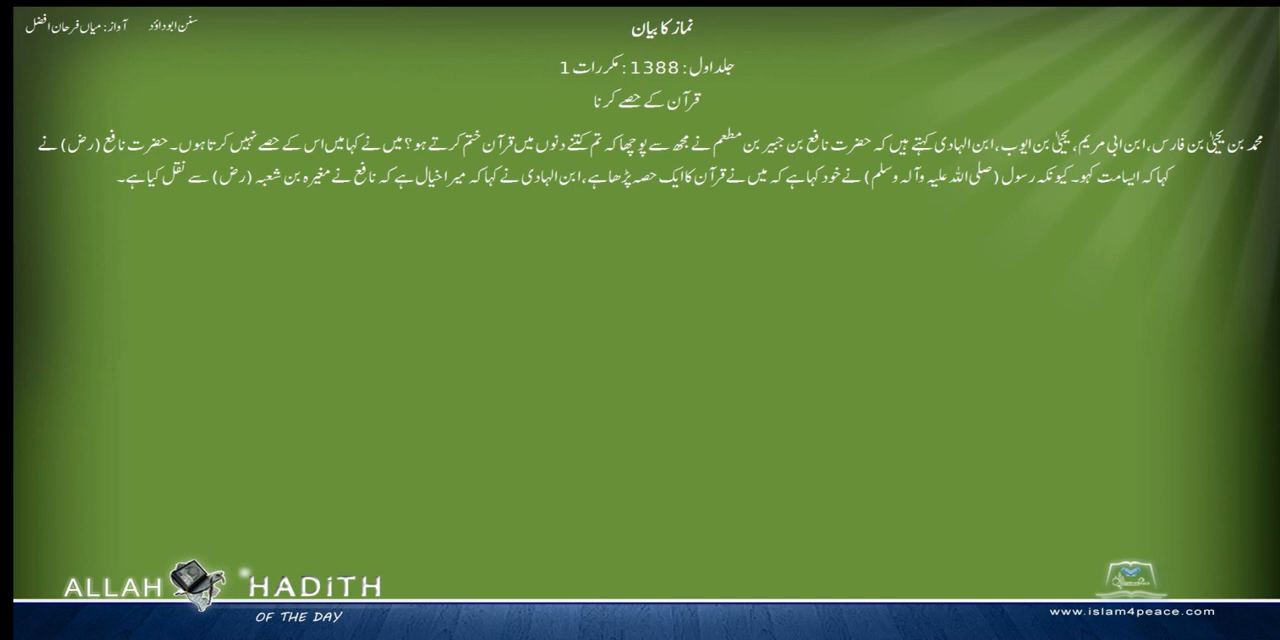 نماز کا بیان
سنن ابوداؤد
آواز: میاں فرحان افضل
جلد اول: 1388 : مکررات 1
قرآن کے حصے کرنا
محمد بن یحییٰ بن فارس، ابن ابی مریم، یحییٰ بن ایوب، ابن الہادی کہتے ہیں کہ حضرت نافع بن جبیر بن مطعم نے مجھ سے پوچھا کہ تم کتنے دنوں میں قرآن ختم کرتے ہو؟ میں نے کہا میں اس کے حصے نہیں کرتا ہوں۔ حضرت نافع (رض) نے
کہا کہ ایسا مت کہو۔ کیونکہ رسول (صلی اللہ علیہ وآلہ وسلم) نے خود کہا ہے کہ میں نے قرآن کا ایک حصہ پڑھا ہے، ابن الہادی نے کہا کہ میرا خیال ہے کہ نافع نے مغیرہ بن شعبہ (رض) سے نقل کیا ہے۔
ALLAH HADITH
OF THE DAY
www.islam4peace.com